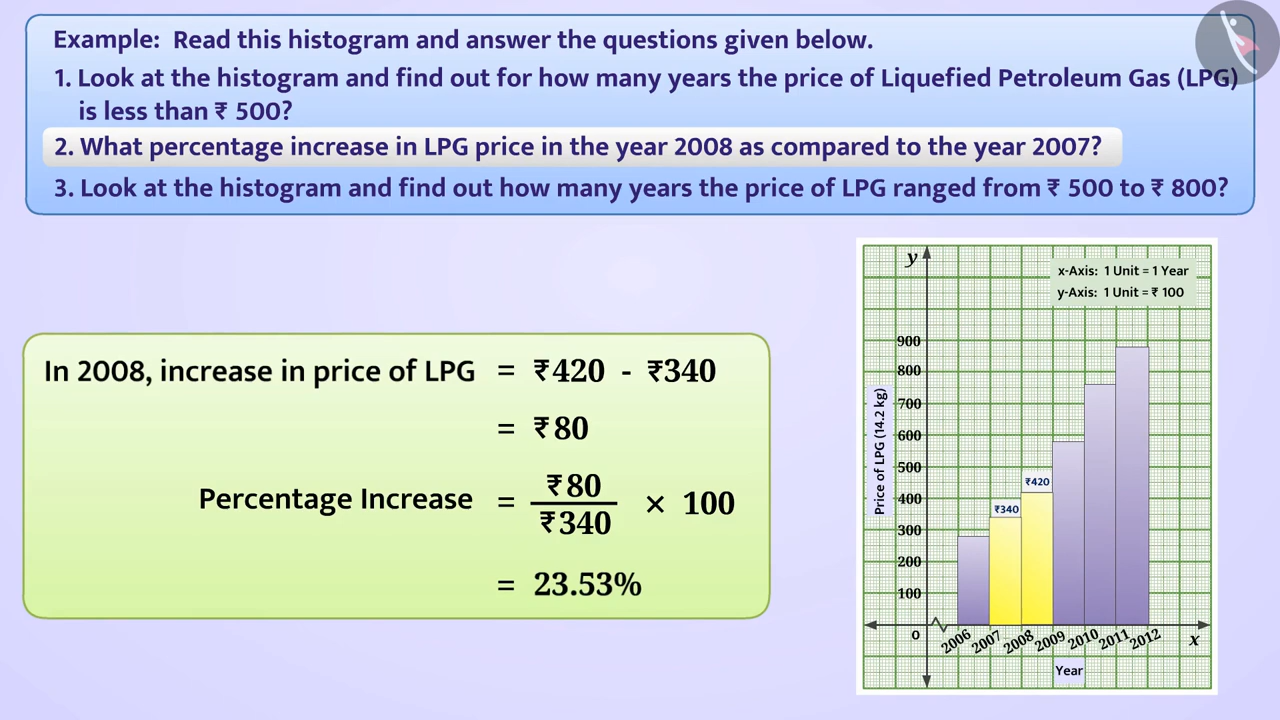 Example: Read this histogram and answer the questions given below.
1. Look at the histogram and find out for how many years the price of Liquefied Petroleum Gas (LPG)
is less than ₹ 500?
2. What percentage increase in LPG price in the year 2008 as compared to the year 2007?
3. Look at the histogram and find out how many years the price of LPG ranged from ₹ 500 to ₹ 800?
In 2008, increase in price of LPG = ₹420 - ₹340
= ₹80
Percentage Increase = ₹80 / ₹340 × 100
= 23.53%
y
x-Axis: 1 Unit = 1 Year
y-Axis: 1 Unit = ₹ 100
900
800
700
600
500
400
300
200
100
Price of LPG (14.2 kg)
₹340
₹420
o
2006 2007 2008 2009 2010 2011 2012
x
Year